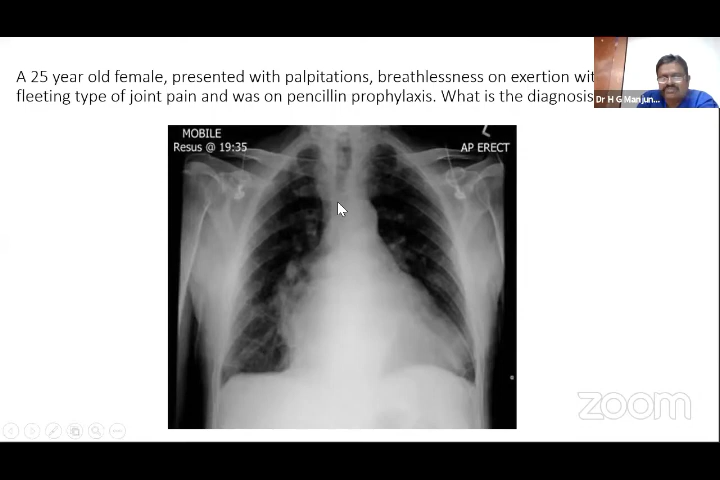 A 25 year old female, presented with palpitations, breathlessness on exertion
fleeting type of joint pain and was on pencillin prophylaxis. What is the diagnosis
Dr H G Manjun...
MOBILE
Resus @ 19:35
L
AP ERECT
zoom